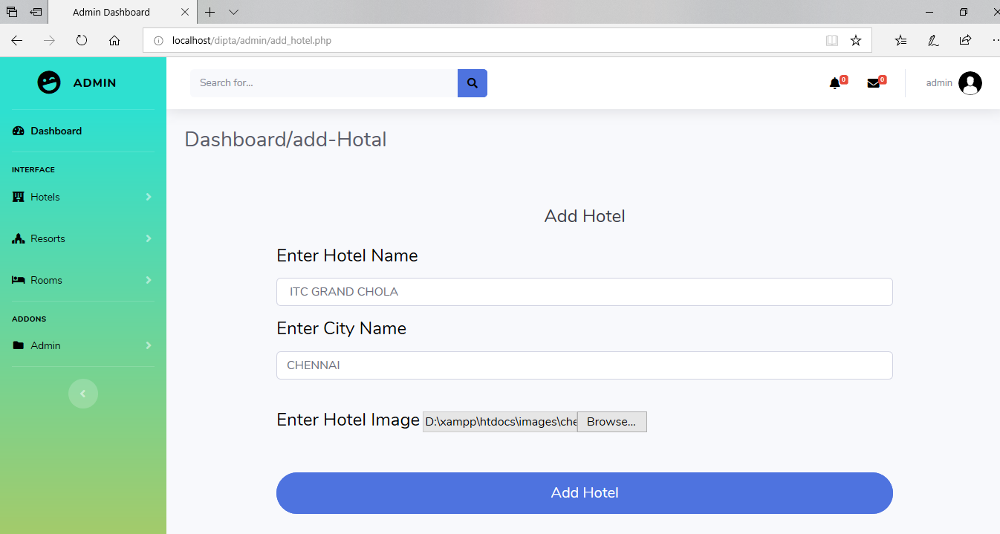 Admin Dashboard
localhost/dipta/admin/add_hotel.php
ADMIN
Search for...
0
0
admin
Dashboard
INTERFACE
Hotels
Resorts
Rooms
ADDONS
Admin
Dashboard/add-Hotal
Add Hotel
Enter Hotel Name
ITC GRAND CHOLA
Enter City Name
CHENNAI
Enter Hotel Image D:\xampp\htdocs\images\che Browse...
Add Hotel